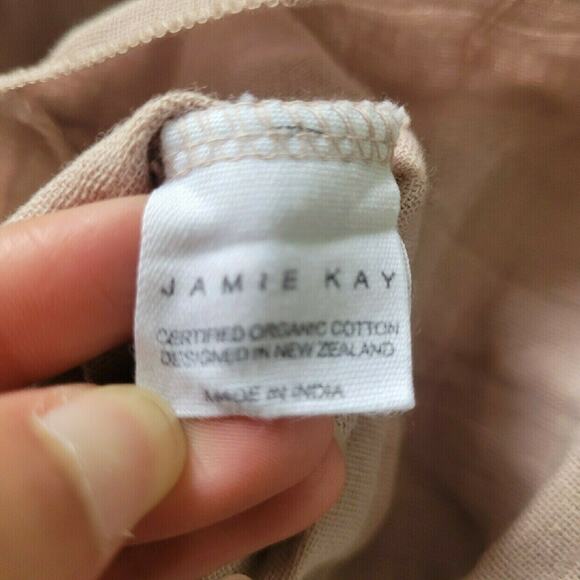 JAMIE KAY
CERTIFIED ORGANIC COTTON
DESIGNED IN NEW ZEALAND
MADE IN INDIA